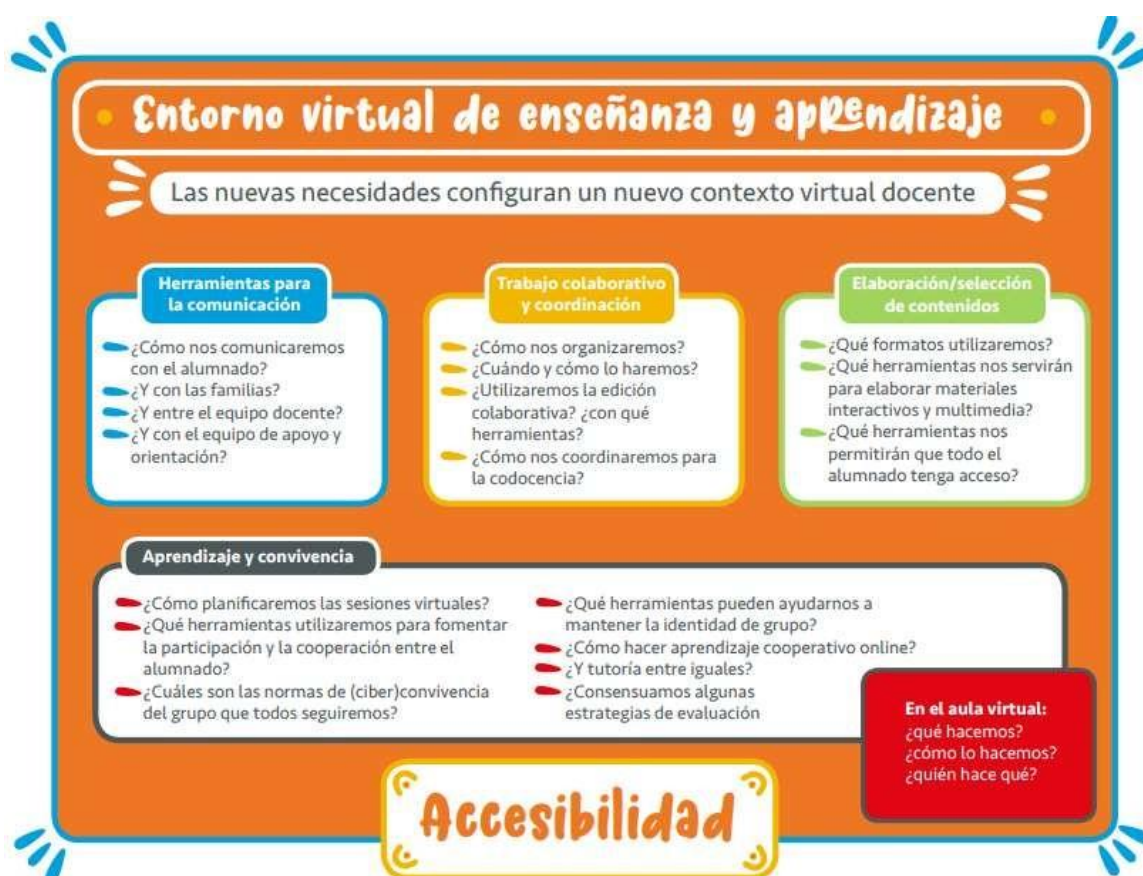 Entorno virtual de enseñanza y aprendizaje
Las nuevas necesidades configuran un nuevo contexto virtual docente
Herramientas para
la comunicación
¿Cómo nos comunicaremos
con el alumnado?
¿Y con las familias?
¿Y entre el equipo docente?
¿Y con el equipo de apoyo y
orientación?
Trabajo colaborativo
y coordinación
¿Cómo nos organizaremos?
¿Cuándo y cómo lo haremos?
¿Utilizaremos la edición
colaborativa? ¿con qué
herramientas?
¿Cómo nos coordinaremos para
la codocencia?
Elaboración/selección
de contenidos
¿Qué formatos utilizaremos?
¿Qué herramientas nos servirán
para elaborar materiales
interactivos y multimedia?
¿Qué herramientas nos
permitirán que todo el
alumnado tenga acceso?
Aprendizaje y convivencia
¿Cómo planificaremos las sesiones virtuales?
¿Qué herramientas utilizaremos para fomentar
la participación y la cooperación entre el
alumnado?
¿Cuáles son las normas de (ciber)convivencia
del grupo que todos seguiremos?
¿Qué herramientas pueden ayudarnos a
mantener la identidad de grupo?
¿Cómo hacer aprendizaje cooperativo online?
¿Y tutoría entre iguales?
¿Consensuamos algunas
estrategias de evaluación
En el aula virtual:
¿qué hacemos?
¿cómo lo hacemos?
¿quién hace qué?
Accesibilidad